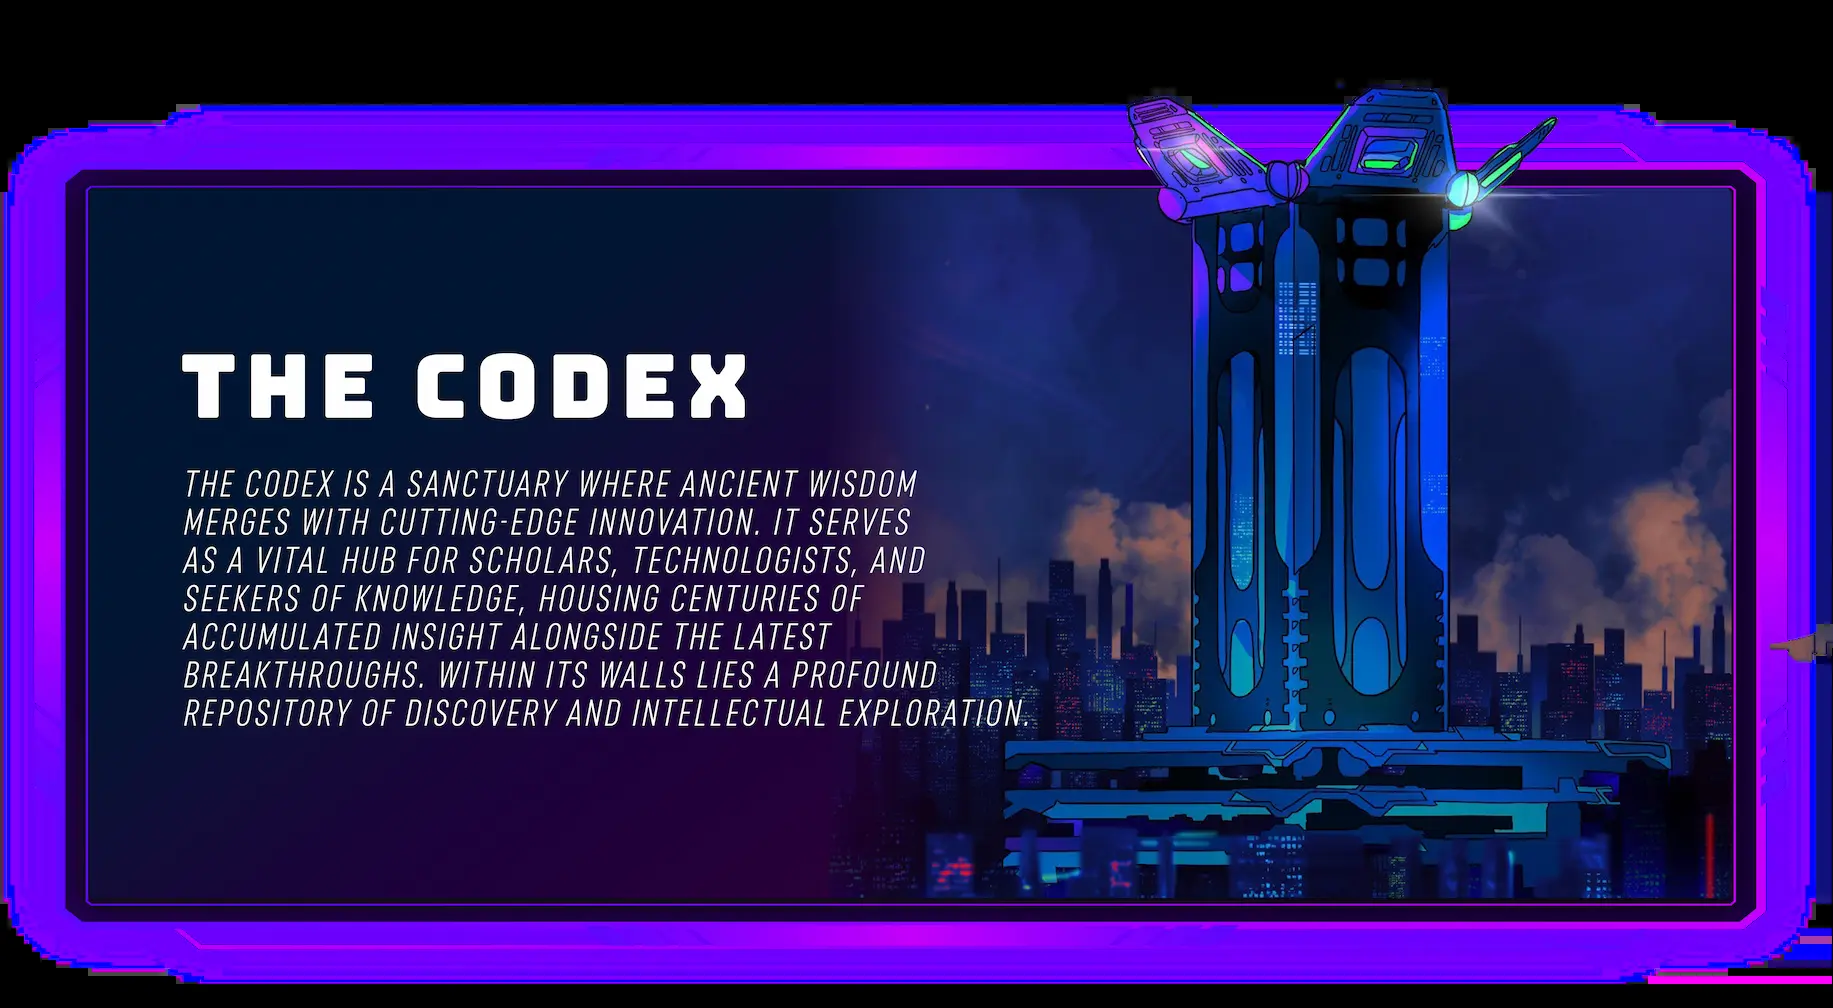 THE CODEX
THE CODEX IS A SANCTUARY WHERE ANCIENT WISDOM
MERGES WITH CUTTING-EDGE INNOVATION. IT SERVES
AS A VITAL HUB FOR SCHOLARS, TECHNOLOGISTS, AND
SEEKERS OF KNOWLEDGE, HOUSING CENTURIES OF
ACCUMULATED INSIGHT ALONGSIDE THE LATEST
BREAKTHROUGHS. WITHIN ITS WALLS LIES A PROFOUND
REPOSITORY OF DISCOVERY AND INTELLECTUAL EXPLORATION.